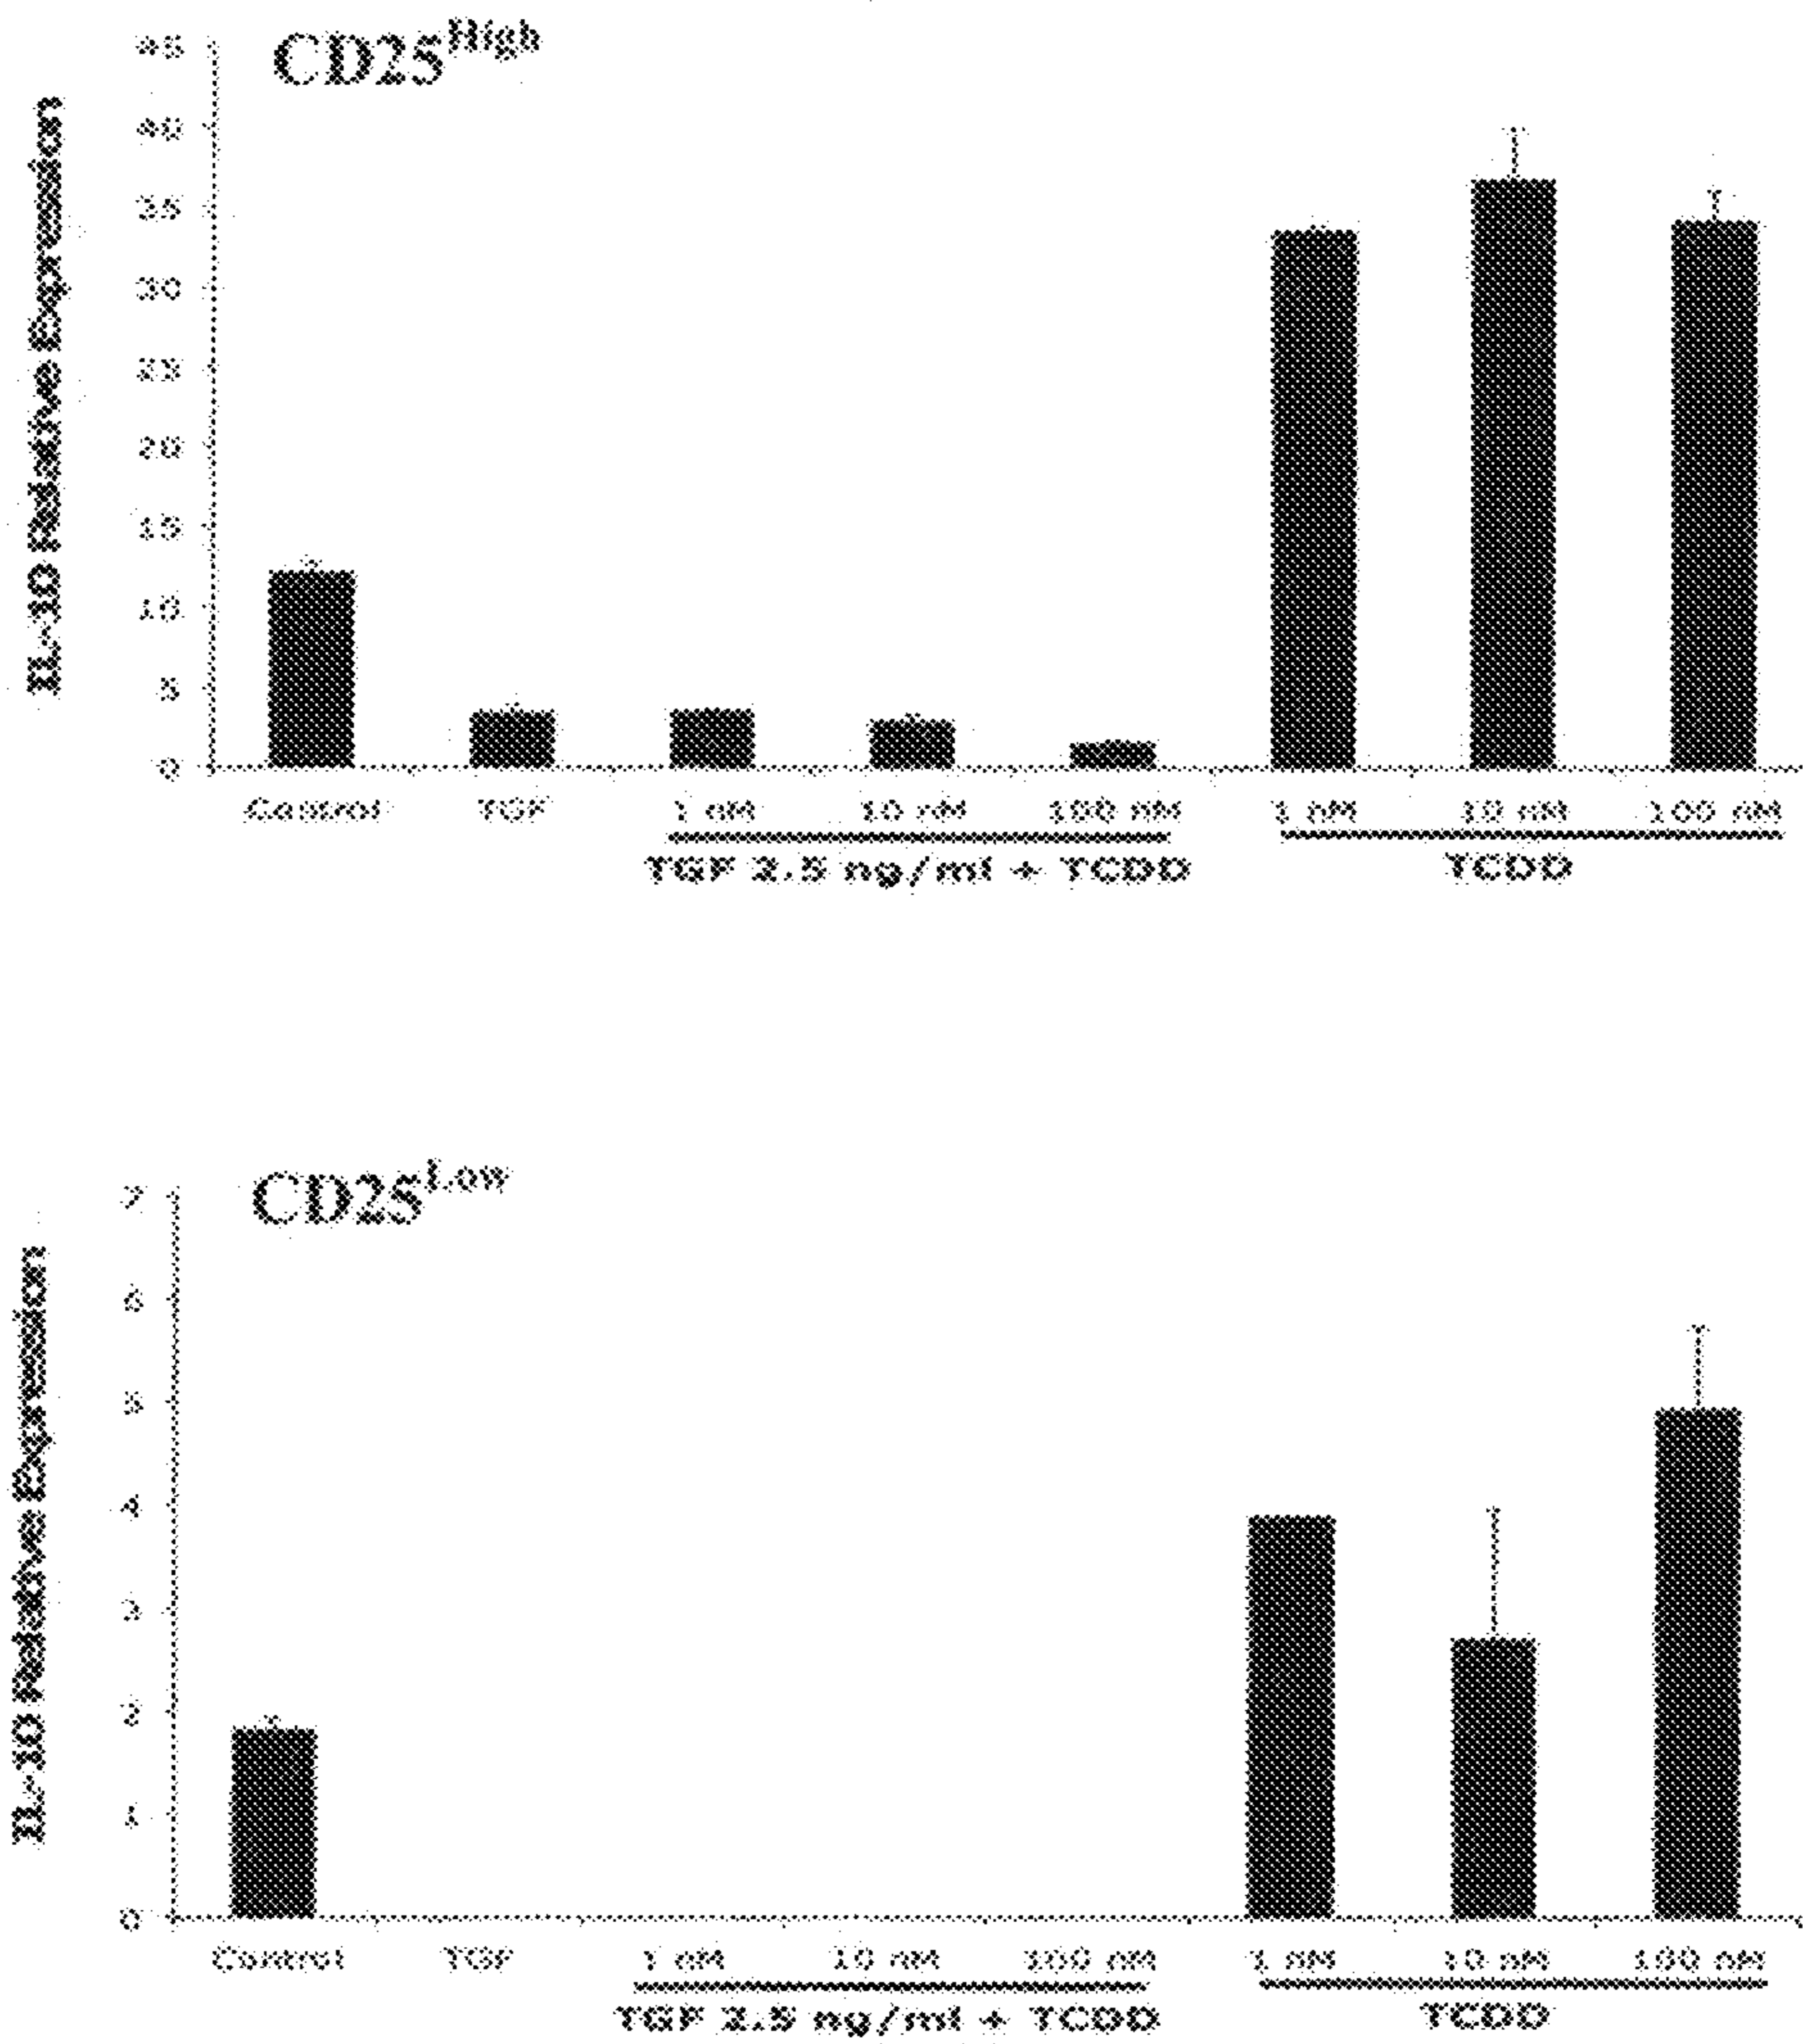 CD25High
IL-10 Relative Expression
45
40
35
30
25
20
15
10
5
0
Control TGF 1 nM 10 nM 100 nM 1 nM 10 nM 100 nM
TGF 2.5 ng/ml + TCDD TCDD
CD25Low
IL-10 Relative Expression
7
6
5
4
3
2
1
0
Control TGF 1 nM 10 nM 100 nM 1 nM 10 nM 100 nM
TGF 2.5 ng/ml + TCDD TCDD